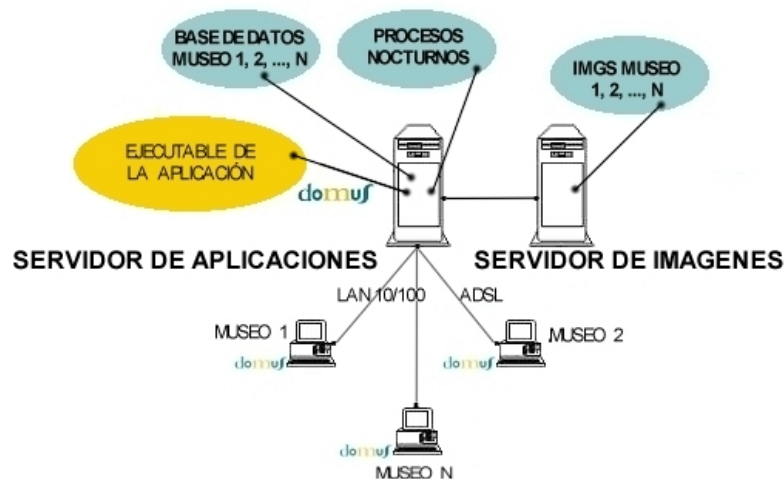 BASE DE DATOS
MUSEO 1, 2, ..., N
PROCESOS
NOCTURNOS
IMGS MUSEO
1, 2, ..., N
EJECUTABLE DE
LA APLICACIÓN
domus
SERVIDOR DE APLICACIONES
SERVIDOR DE IMAGENES
LAN 10/100
ADSL
MUSEO 1
domus
MUSEO 2
domus
domus
MUSEO N